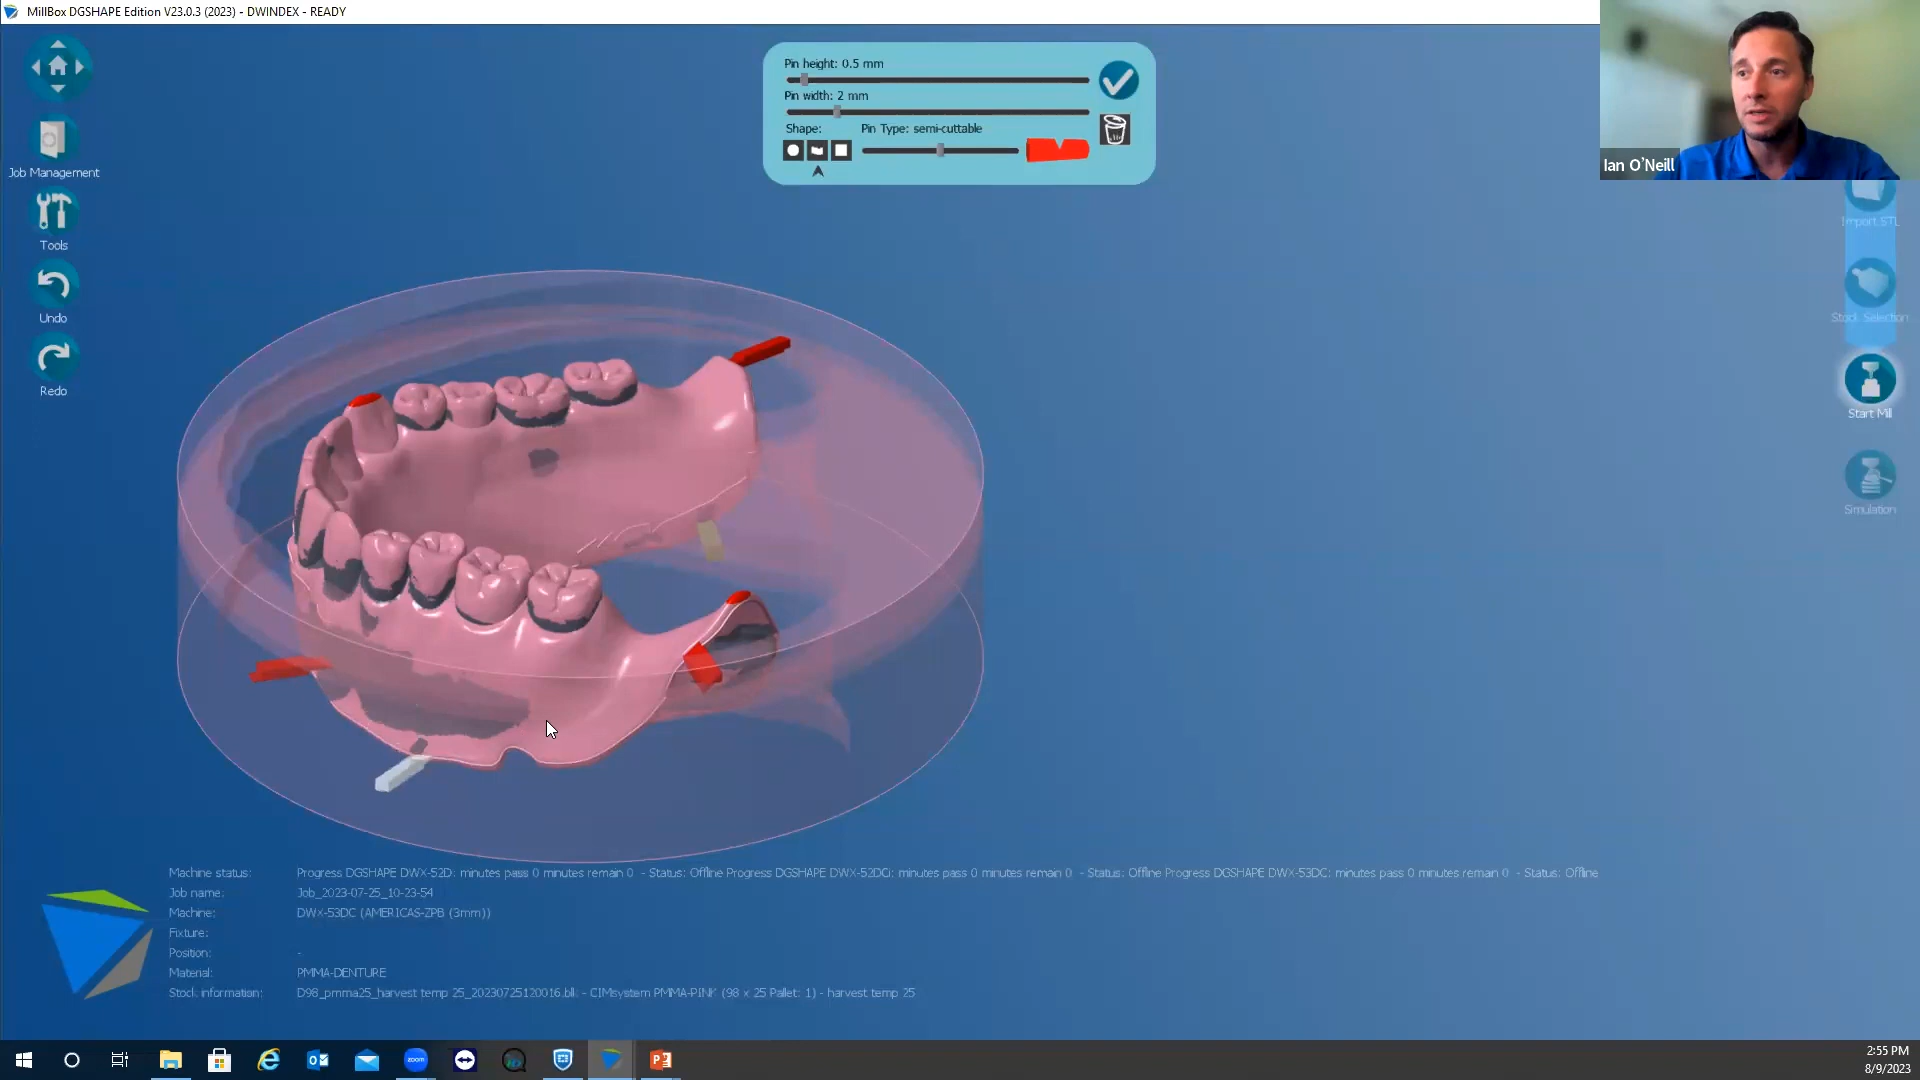 MillBox DGSHAPE Edition V23.0.3 (2023) - DWINDEX - READY
Pin height: 0.5 mm
Pin width: 2 mm
Shape:
Pin Type: semi-cuttable
Ian O'Neill
Job Management
Tools
Undo
Redo
Import STL
Stock Selection
Start Mill
Simulation
Machine status: Progress DGSHAPE DWX-52D: minutes pass 0 minutes remain 0 - Status: Offline Progress DGSHAPE DWX-52DCi: minutes pass 0 minutes remain 0 - Status: Offline Progress DGSHAPE DWX-53DC: minutes pass 0 minutes remain 0 - Status: Offline
Job name: Job_2023-07-25_10-23-54
Machine: DWX-53DC (AMERICAS-ZPB (3mm))
Fixture:
Position: -
Material: PMMA-DENTURE
Stock information: D98_pmma25_harvest temp 25_20230725120016.blk - CIMsystem PMMA-PINK (98 x 25 Pallet: 1) - harvest temp 25
zoom
2:55 PM
8/9/2023